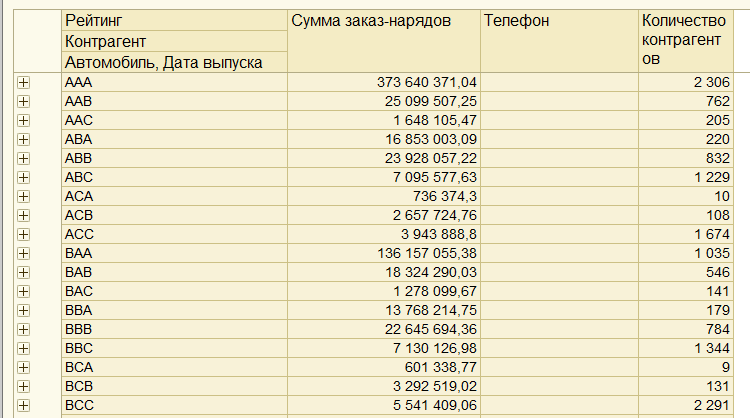 Рейтинг Сумма заказ-нарядов Телефон Количество
Контрагент контрагент
Автомобиль, Дата выпуска ов
AAA 373 640 371,04 2 306
AAB 25 099 507,25 762
AAC 1 648 105,47 205
ABA 16 853 003,09 220
ABB 23 928 057,22 832
ABC 7 095 577,63 1 229
ACA 736 374,3 10
ACB 2 657 724,76 108
ACC 3 943 888,8 1 674
BAA 136 157 055,38 1 035
BAB 18 324 290,03 546
BAC 1 278 099,67 141
BBA 13 768 214,75 179
BBB 22 645 694,36 784
BBC 7 130 126,98 1 344
BCA 601 338,77 9
BCB 3 292 519,02 131
BCC 5 541 409,06 2 291